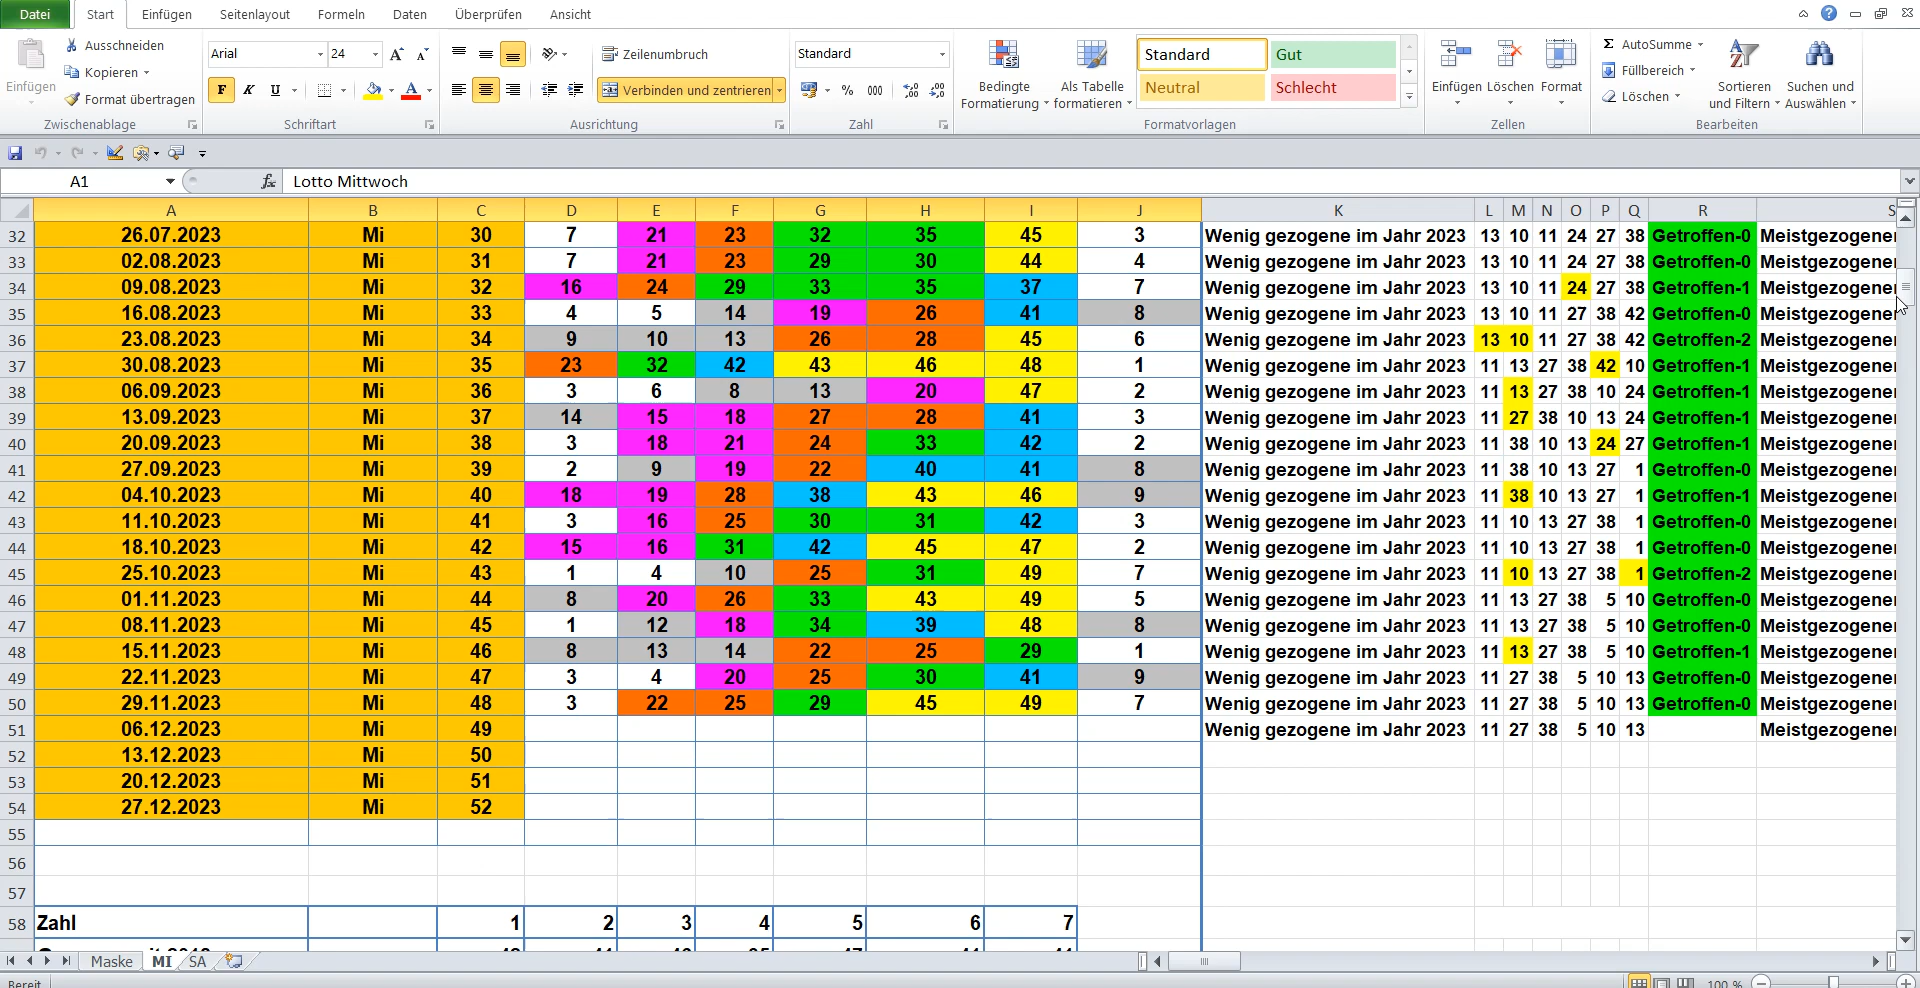 Datei Start Einfügen Seitenlayout Formeln Daten Überprüfen Ansicht
Einfügen
Ausschneiden
Kopieren
Format übertragen
Zwischenablage
Arial 24
F K U
Schriftart
Zeilenumbruch
Verbinden und zentrieren
Ausrichtung
Standard
% 000
Zahl
Bedingte Formatierung
Als Tabelle formatieren
Standard Gut
Neutral Schlecht
Formatvorlagen
Einfügen Löschen Format
Zellen
Σ AutoSumme
Füllbereich
Löschen
Sortieren und Filtern
Suchen und Auswählen
Bearbeiten
A1 fx Lotto Mittwoch
A B C D E F G H I J K L M N O P Q R S
32 26.07.2023 Mi 30 7 21 23 32 35 45 3 Wenig gezogene im Jahr 2023 13 10 11 24 27 38 Getroffen-0 Meistgezogene
33 02.08.2023 Mi 31 7 21 23 29 30 44 4 Wenig gezogene im Jahr 2023 13 10 11 24 27 38 Getroffen-0 Meistgezogene
34 09.08.2023 Mi 32 16 24 29 33 35 37 7 Wenig gezogene im Jahr 2023 13 10 11 24 27 38 Getroffen-1 Meistgezogene
35 16.08.2023 Mi 33 4 5 14 19 26 41 8 Wenig gezogene im Jahr 2023 13 10 11 27 38 42 Getroffen-0 Meistgezogene
36 23.08.2023 Mi 34 9 10 13 26 28 45 6 Wenig gezogene im Jahr 2023 13 10 11 27 38 42 Getroffen-2 Meistgezogene
37 30.08.2023 Mi 35 23 32 42 43 46 48 1 Wenig gezogene im Jahr 2023 11 13 27 38 42 10 Getroffen-1 Meistgezogene
38 06.09.2023 Mi 36 3 6 8 13 20 47 2 Wenig gezogene im Jahr 2023 11 13 27 38 10 24 Getroffen-1 Meistgezogene
39 13.09.2023 Mi 37 14 15 18 27 28 41 3 Wenig gezogene im Jahr 2023 11 27 38 10 13 24 Getroffen-1 Meistgezogene
40 20.09.2023 Mi 38 3 18 21 24 33 42 2 Wenig gezogene im Jahr 2023 11 38 10 13 24 27 Getroffen-1 Meistgezogene
41 27.09.2023 Mi 39 2 9 19 22 40 41 8 Wenig gezogene im Jahr 2023 11 38 10 13 27 1 Getroffen-0 Meistgezogene
42 04.10.2023 Mi 40 18 19 28 38 43 46 9 Wenig gezogene im Jahr 2023 11 38 10 13 27 1 Getroffen-1 Meistgezogene
43 11.10.2023 Mi 41 3 16 25 30 31 42 3 Wenig gezogene im Jahr 2023 11 10 13 27 38 1 Getroffen-0 Meistgezogene
44 18.10.2023 Mi 42 15 16 31 42 45 47 2 Wenig gezogene im Jahr 2023 11 10 13 27 38 1 Getroffen-0 Meistgezogene
45 25.10.2023 Mi 43 1 4 10 25 31 49 7 Wenig gezogene im Jahr 2023 11 10 13 27 38 1 Getroffen-2 Meistgezogene
46 01.11.2023 Mi 44 8 20 26 33 43 49 5 Wenig gezogene im Jahr 2023 11 13 27 38 5 10 Getroffen-0 Meistgezogene
47 08.11.2023 Mi 45 1 12 18 34 39 48 8 Wenig gezogene im Jahr 2023 11 13 27 38 5 10 Getroffen-0 Meistgezogene
48 15.11.2023 Mi 46 8 13 14 22 25 29 1 Wenig gezogene im Jahr 2023 11 13 27 38 5 10 Getroffen-1 Meistgezogene
49 22.11.2023 Mi 47 3 4 20 25 30 41 9 Wenig gezogene im Jahr 2023 11 27 38 5 10 13 Getroffen-0 Meistgezogene
50 29.11.2023 Mi 48 3 22 25 29 45 49 7 Wenig gezogene im Jahr 2023 11 27 38 5 10 13 Getroffen-0 Meistgezogene
51 06.12.2023 Mi 49 Wenig gezogene im Jahr 2023 11 27 38 5 10 13 Meistgezogene
52 13.12.2023 Mi 50
53 20.12.2023 Mi 51
54 27.12.2023 Mi 52
55
56
57
58 Zahl 1 2 3 4 5 6 7
Maske MI SA
Bereit 100 %